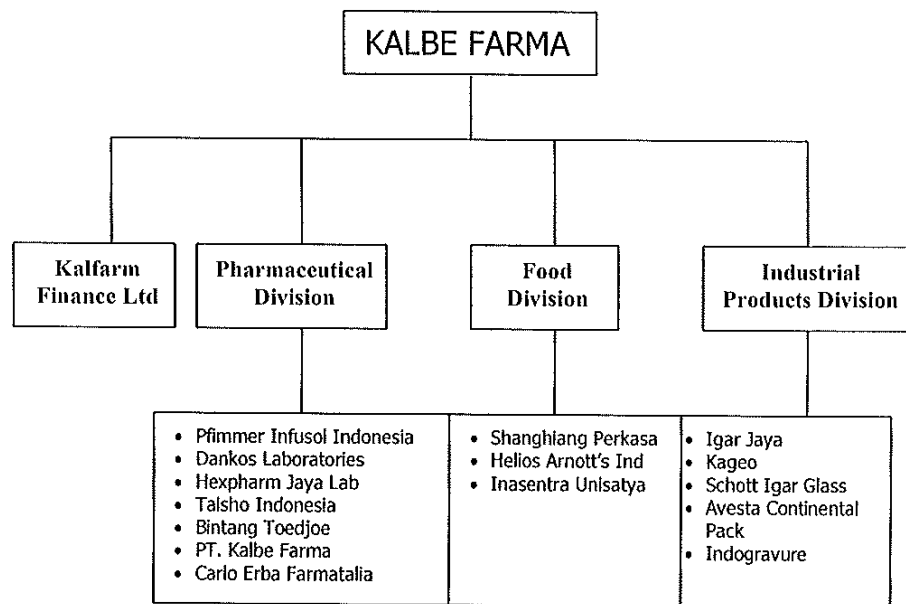 KALBE FARMA
Kalfarm
Finance Ltd
Pharmaceutical
Division
Food
Division
Industrial
Products Division
• Pfimmer Infusol Indonesia
• Dankos Laboratories
• Hexpharm Jaya Lab
• Taisho Indonesia
• Bintang Toedjoe
• PT. Kalbe Farma
• Carlo Erba Farmatalia
• Shanghiang Perkasa
• Helios Arnott's Ind
• Inasentra Unisatya
• Igar Jaya
• Kageo
• Schott Igar Glass
• Avesta Continental
Pack
• Indogravure